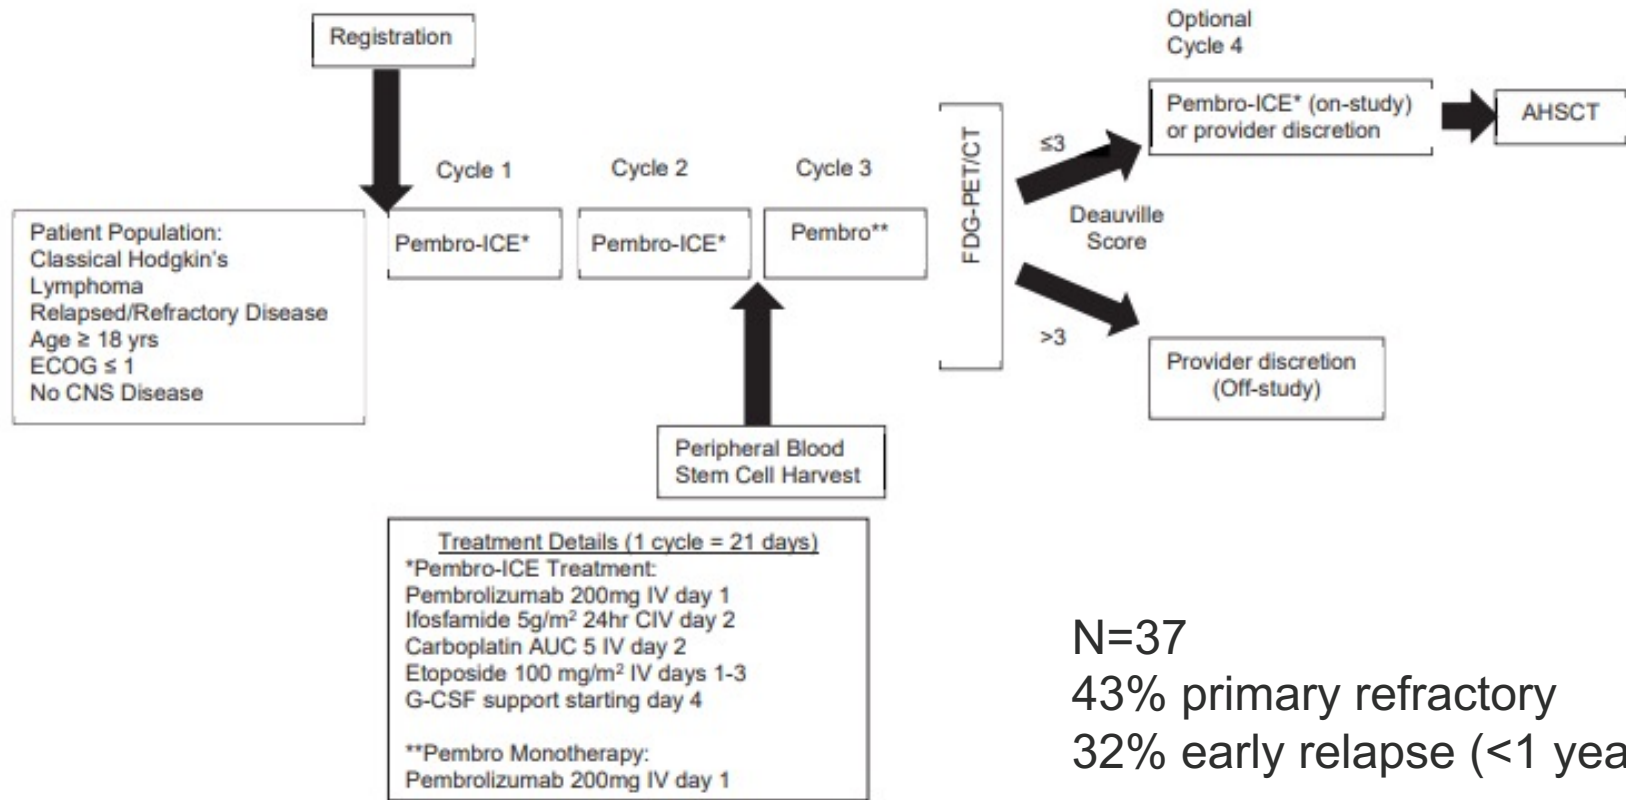 Registration
Optional
Cycle 4
Pembro-ICE* (on-study)
or provider discretion
AHSCT
Cycle 1
Cycle 2
Cycle 3
Patient Population:
Classical Hodgkin's
Lymphoma
Relapsed/Refractory Disease
Age ≥ 18 yrs
ECOG ≤ 1
No CNS Disease
Pembro-ICE*
Pembro-ICE*
Pembro**
FDG-PET/CT
≤3
Deauville
Score
>3
Provider discretion
(Off-study)
Peripheral Blood
Stem Cell Harvest
Treatment Details (1 cycle = 21 days)
*Pembro-ICE Treatment:
Pembrolizumab 200mg IV day 1
Ifosfamide 5g/m² 24hr CIV day 2
Carboplatin AUC 5 IV day 2
Etoposide 100 mg/m² IV days 1-3
G-CSF support starting day 4
**Pembro Monotherapy:
Pembrolizumab 200mg IV day 1
N=37
43% primary refractory
32% early relapse (<1 yea